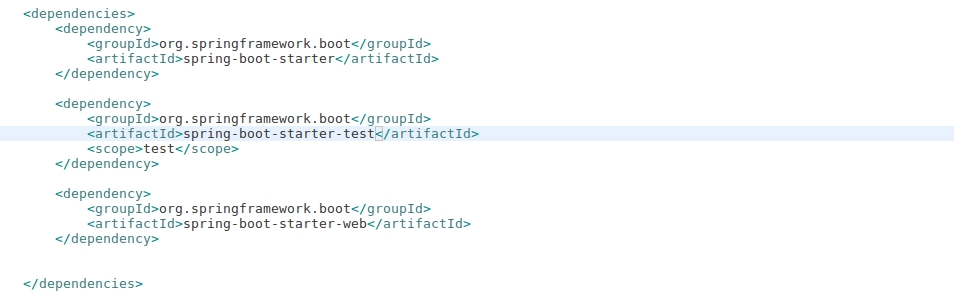 <dependencies>
<dependency>
<groupId>org.springframework.boot</groupId>
<artifactId>spring-boot-starter</artifactId>
</dependency>
<dependency>
<groupId>org.springframework.boot</groupId>
<artifactId>spring-boot-starter-test</artifactId>
<scope>test</scope>
</dependency>
<dependency>
<groupId>org.springframework.boot</groupId>
<artifactId>spring-boot-starter-web</artifactId>
</dependency>
</dependencies>